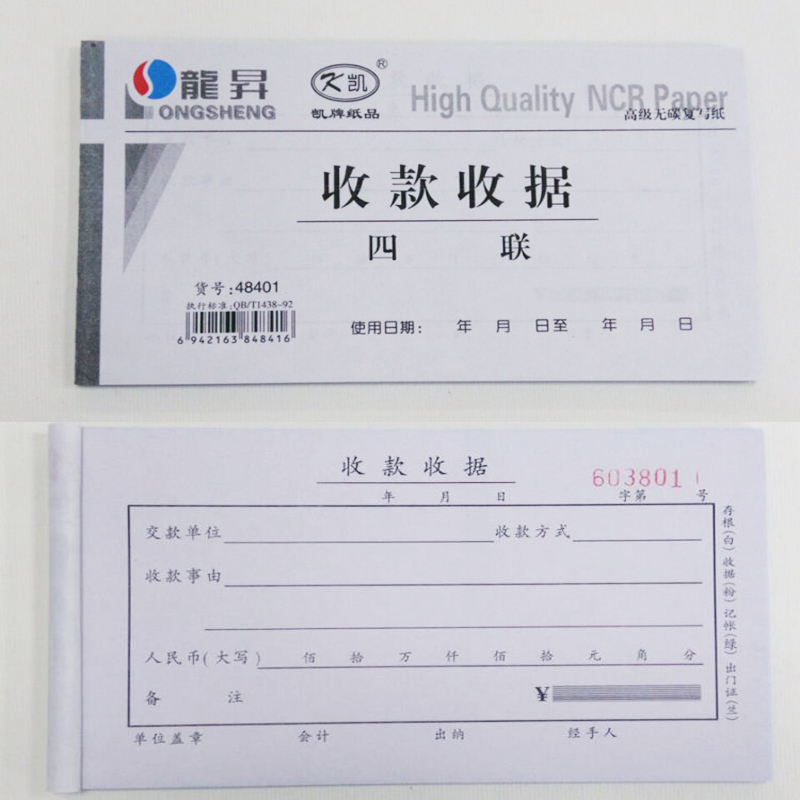 龍昇
LONGSHENG
K凯®
凯牌纸品
High Quality NCR Paper
高级无碳复写纸
收款收据
四 联
货号:48401
执行标准:QB/T1438-92
6 942163 848416
使用日期: 年 月 日至 年 月 日
收款收据
6038011
年 月 日 字第 号
交款单位 收款方式
收款事由
人民币(大写) 佰 拾 万 仟 佰 拾 元 角 分
备 注 ¥
单位盖章 会计 出纳 经手人
存根(白) 收据(粉) 记帐(绿) 出门证(兰)